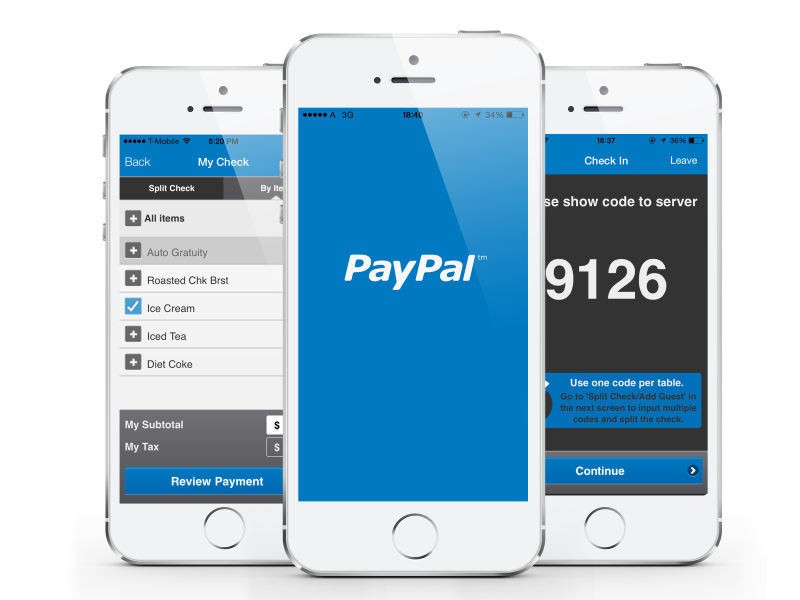 T-Mobile 5:20 PM
Back My Check
Split Check
All items
Auto Gratuity
Roasted Chk Brst
Ice Cream
Iced Tea
Diet Coke
My Subtotal $
My Tax $
Review Payment
A 3G 18:40 34%
PayPal™
18:37 36%
Check In Leave
show code to server
9126
Use one code per table.
Go to 'Split Check/Add Guest' in
the next screen to input multiple
codes and split the check.
Continue